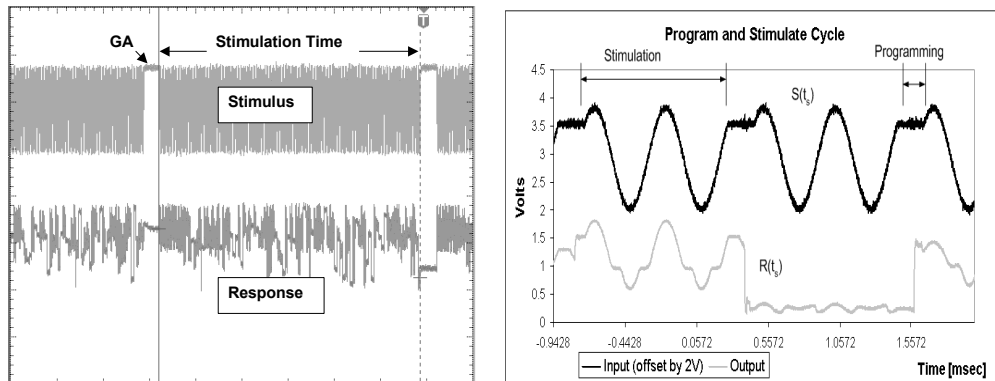 T
GA
Stimulation Time
Stimulus
Response
Program and Stimulate Cycle
Stimulation
Programming
S(ts)
R(ts)
Volts
4.5
4
3.5
3
2.5
2
1.5
1
0.5
0
-0.9428
-0.4428
0.0572
0.5572
1.0572
1.5572
Input (offset by 2V)
Output
Time [msec]